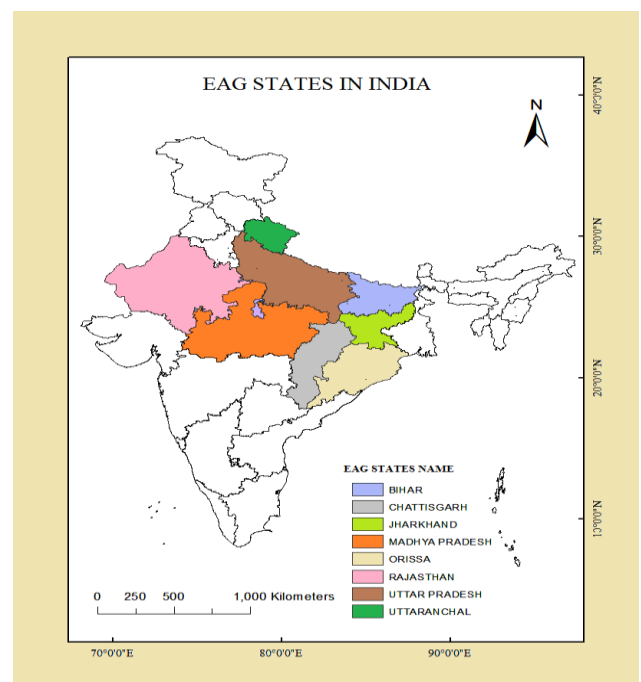 EAG STATES IN INDIA
N
40°0'0"N
30°0'0"N
20°0'0"N
10°0'0"N
EAG STATES NAME
BIHAR
CHATTISGARH
JHARKHAND
MADHYA PRADESH
ORISSA
RAJASTHAN
UTTAR PRADESH
UTTARANCHAL
0 250 500 1,000 Kilometers
70°0'0"E 80°0'0"E 90°0'0"E